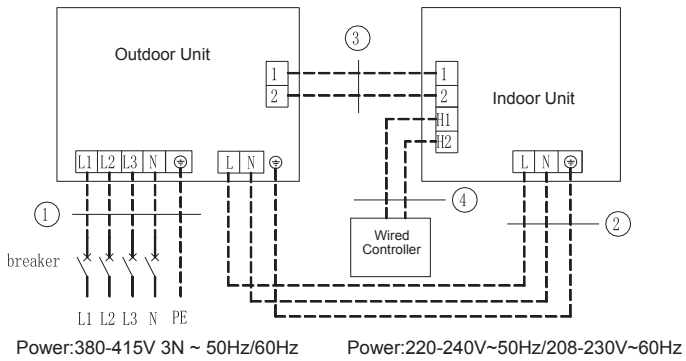 ③
Outdoor Unit
1
2
1
2
H1
H2
Indoor Unit
L1 L2 L3 N
L N
L N
①
④
②
Wired
Controller
breaker
L1 L2 L3 N PE
Power:380-415V 3N ~ 50Hz/60Hz
Power:220-240V~50Hz/208-230V~60Hz